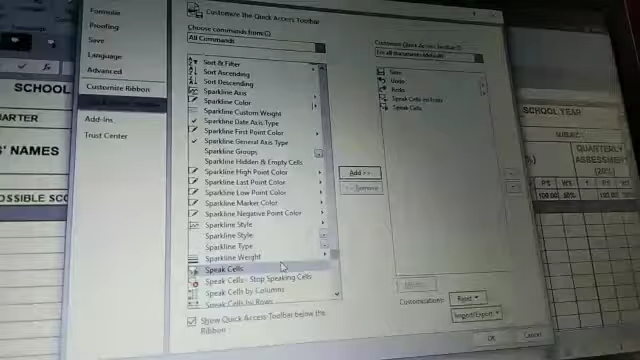 Customize the Quick Access Toolbar
Formulas
Proofing
Save
Language
Advanced
Customize Ribbon
Add-ins
Trust Center
Choose commands from:
All Commands
Sort & Filter
Sort Ascending
Sort Descending
Sparkline Axis
Sparkline Color
Sparkline Custom Weight
Sparkline Date Axis Type
Sparkline First Point Color
Sparkline General Axis Type
Sparkline Groups
Sparkline Hidden & Empty Cells
Sparkline High Point Color
Sparkline Last Point Color
Sparkline Low Point Color
Sparkline Market Color
Sparkline Negative Point Color
Sparkline Style
Sparkline Style
Sparkline Type
Sparkline Weight
Speak Cells
Speak Cells - Stop Speaking Cells
Speak Cells by Columns
Speak Cells by Rows
Show Quick Access Toolbar below the
Ribbon
Add >>
Remove
Customize Quick Access Toolbar:
For all documents (default)
Save
Undo
Redo
Speak Cells on Enter
Speak Cells
Customizations:
Reset
Import/Export
OK
Cancel
SCHOOL
S' NAMES
SCHOOL YEAR
SUBJECT:
QUARTERLY
ASSESSMENT
(20%)
PS
100.00
20%